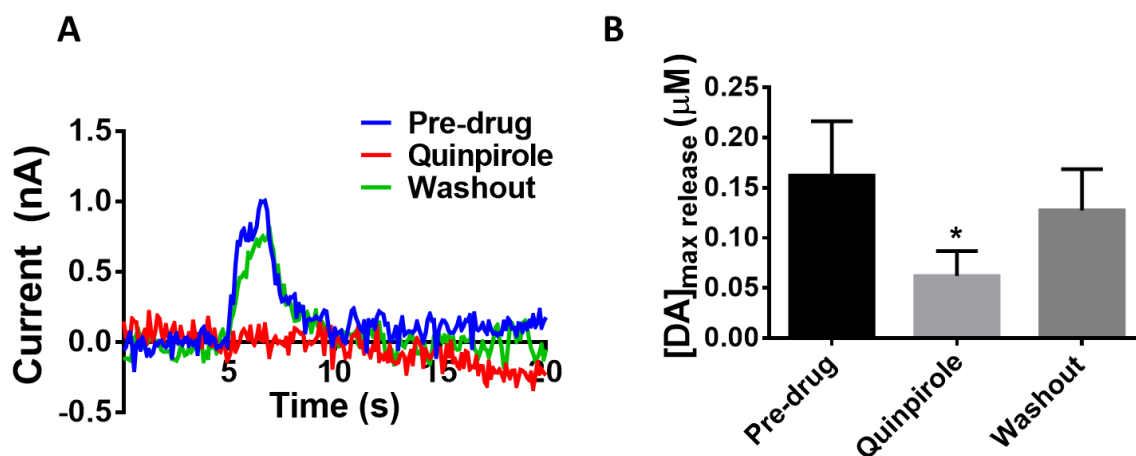 A
1.5
1.0
0.5
0.0
-0.5
Current (nA)
5
10
15
20
Time (s)
Pre-drug
Quinpirole
Washout
B
0.25
0.20
0.15
0.10
0.05
0.00
[DA]max release (μM)
*
Pre-drug
Quinpirole
Washout